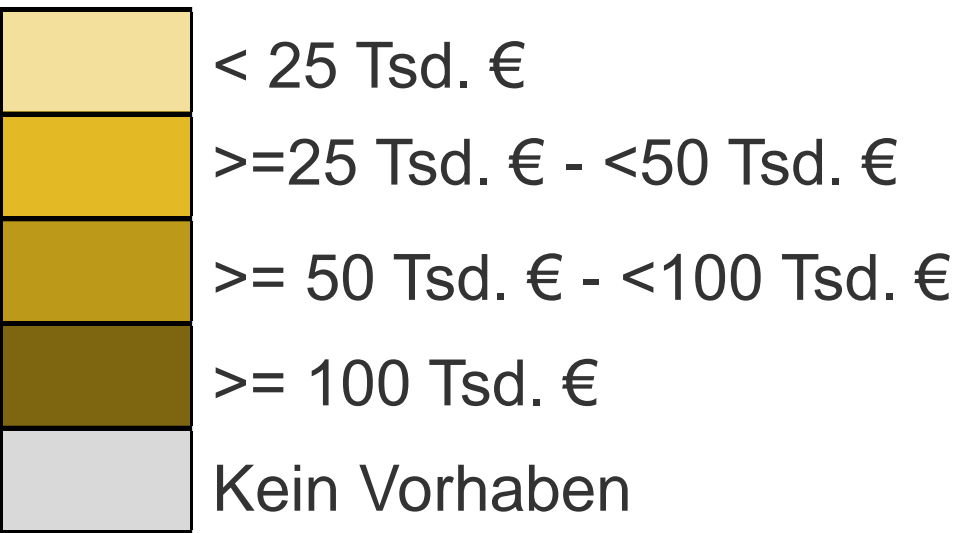 < 25 Tsd. €
>=25 Tsd. € - <50 Tsd. €
>= 50 Tsd. € - <100 Tsd. €
>= 100 Tsd. €
Kein Vorhaben